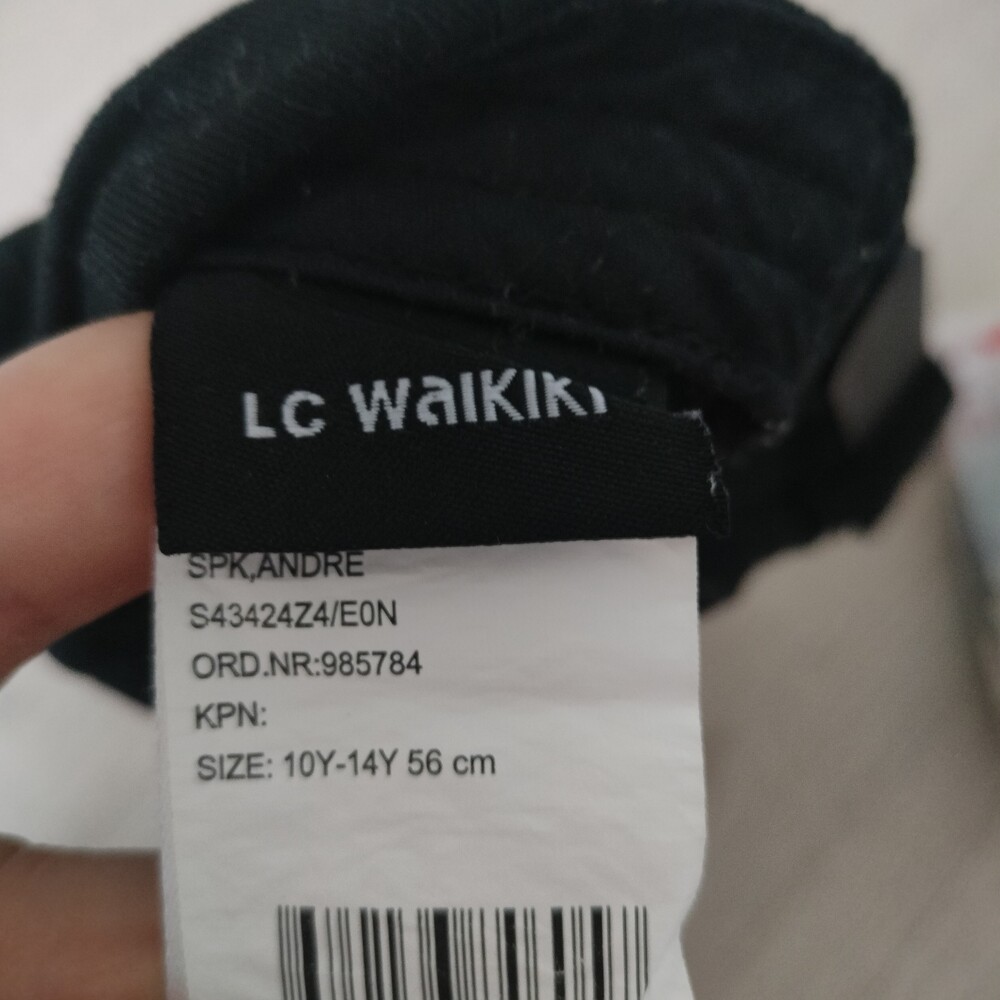 LC WaIKIKI
SPK,ANDRE
S43424Z4/E0N
ORD.NR:985784
KPN:
SIZE: 10Y-14Y 56 cm